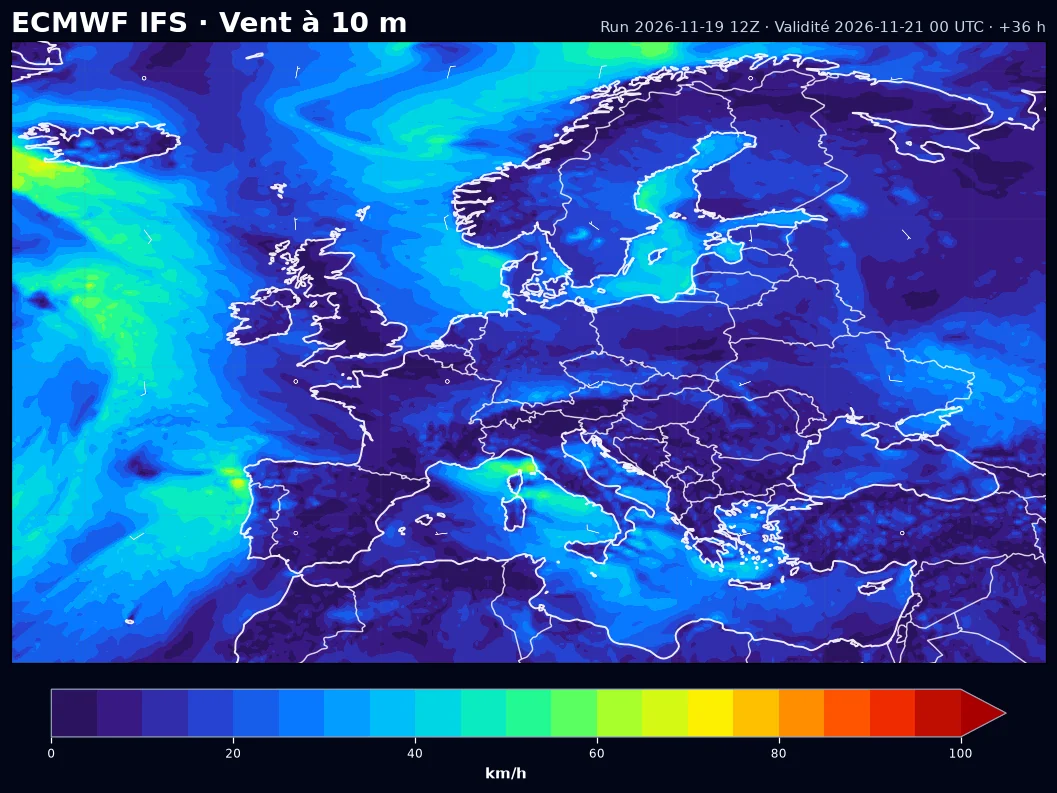 ECMWF IFS · Vent à 10 m
Run 2026-11-19 12Z · Validité 2026-11-21 00 UTC · +36 h
0 20 40 60 80 100
km/h